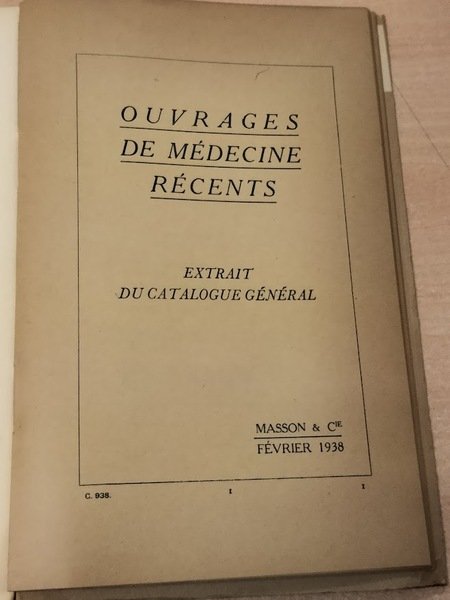 OUVRAGES
DE MÉDECINE
RÉCENTS
EXTRAIT
DU CATALOGUE GÉNÉRAL
MASSON & CIE
FÉVRIER 1938
C. 938. I I